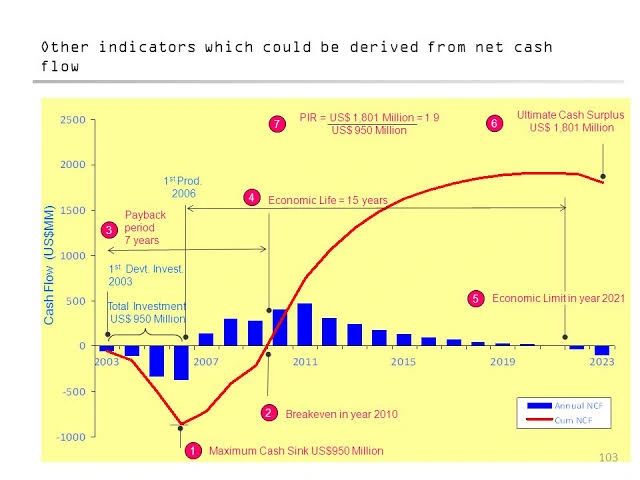 Other indicators which could be derived from net cash
flow
7
PIR = US$ 1,801 Million = 1.9
US$ 950 Million
6
Ultimate Cash Surplus
US$ 1,801 Million
2500
2000
1500
1000
500
0
-500
-1000
Cash Flow (US$MM)
1st Prod.
2006
4
Economic Life = 15 years
3
Payback
period
7 years
1st Devt. Invest.
2003
Total Investment
US$ 950 Million
5
Economic Limit in year 2021
2003
2007
2011
2015
2019
2023
2
Breakeven in year 2010
1
Maximum Cash Sink US$950 Million
Annual NCF
Cum NCF
103